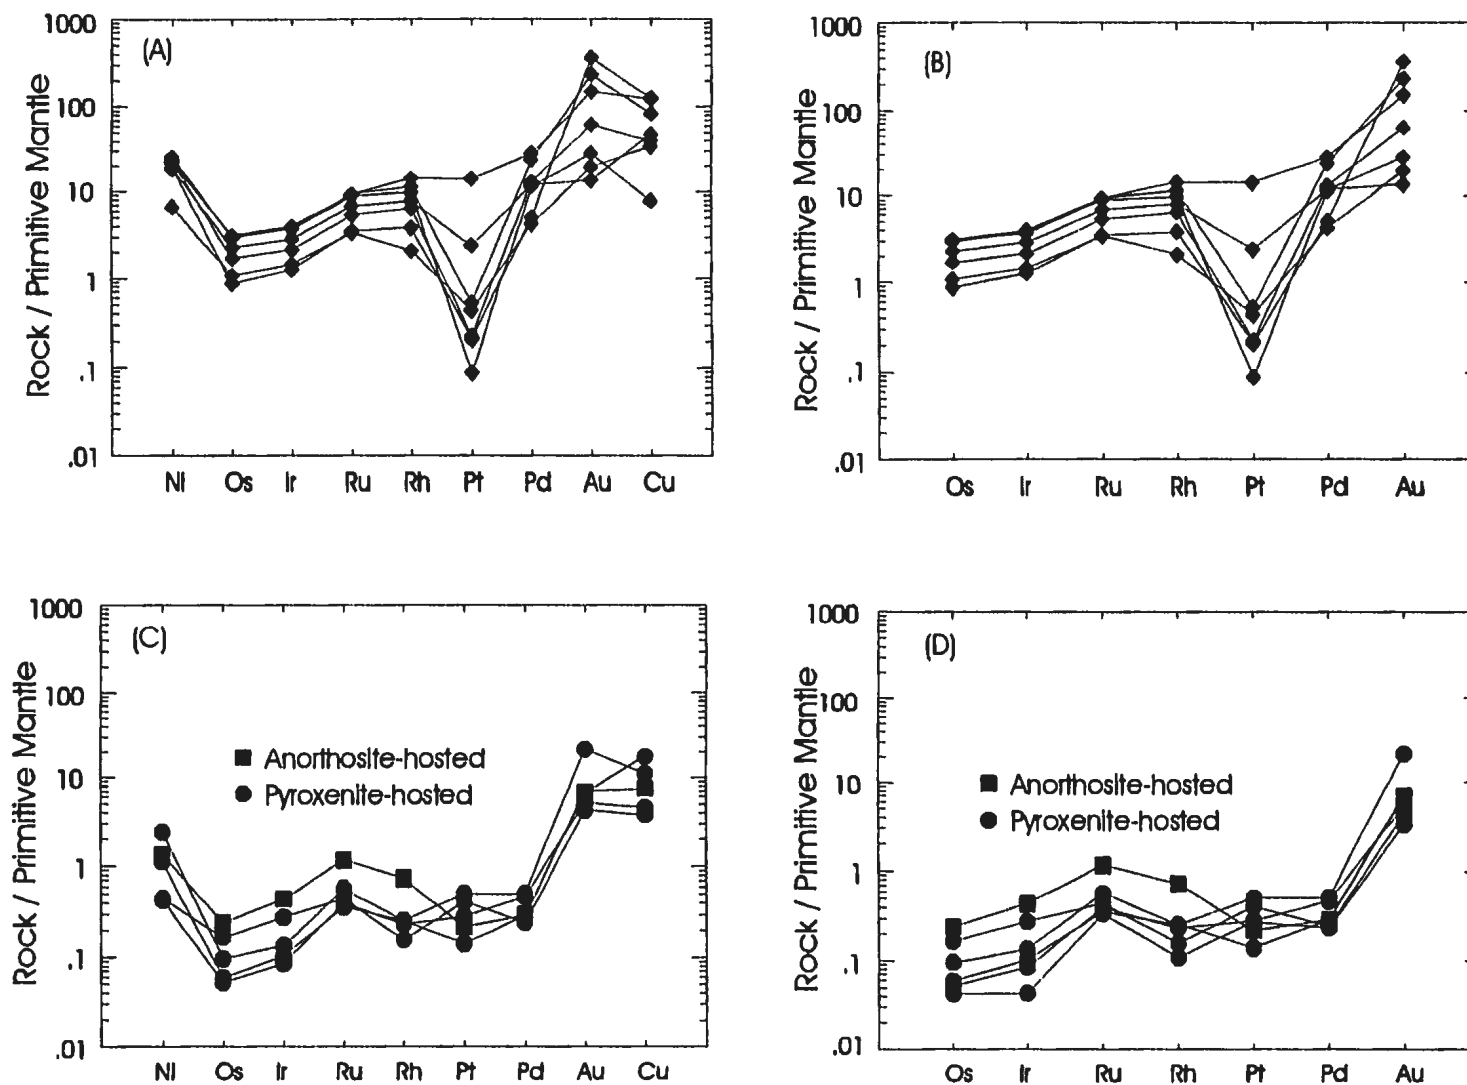 (A)
Rock / Primitive Mantle
1000
100
10
1
.1
.01
Ni Os Ir Ru Rh Pt Pd Au Cu
(B)
Rock / Primitive Mantle
1000
100
10
1
.1
.01
Os Ir Ru Rh Pt Pd Au
(C)
Rock / Primitive Mantle
1000
100
10
1
0.1
.01
Anorthosite-hosted
Pyroxenite-hosted
Ni Os Ir Ru Rh Pt Pd Au Cu
(D)
Rock / Primitive Mantle
1000
100
10
1
0.1
.01
Anorthosite-hosted
Pyroxenite-hosted
Os Ir Ru Rh Pt Pd Au